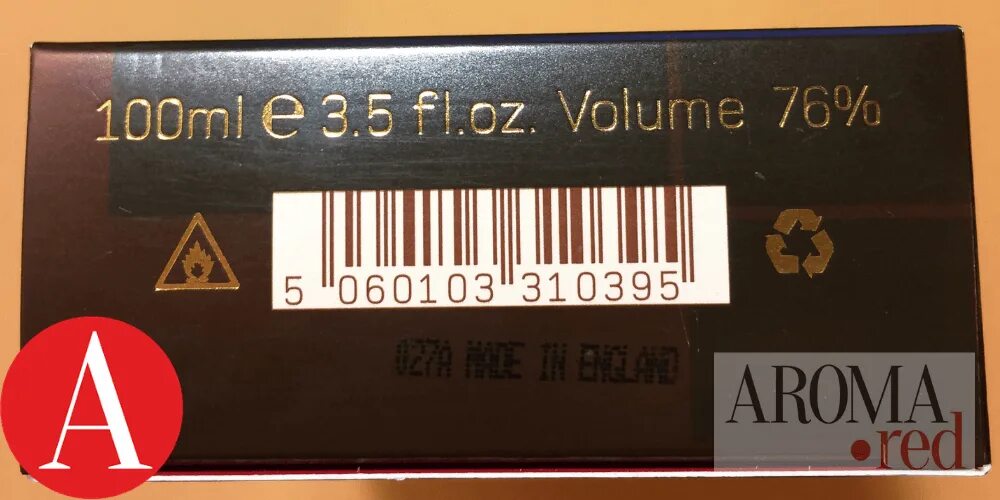 100ml e 3.5 fl.oz. Volume 76%
5 060103 310395
027A MADE IN ENGLAND
A
AROMA
•red